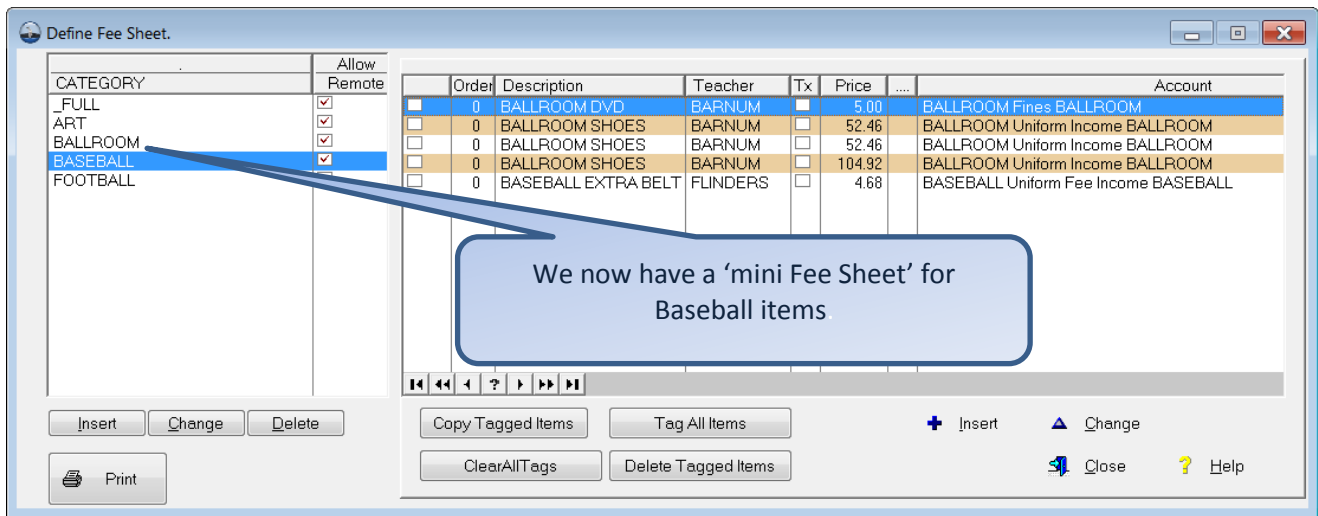 Define Fee Sheet.
. Allow
CATEGORY Remote
_FULL
ART
BALLROOM
BASEBALL
FOOTBALL
Order Description Teacher Tx Price .... Account
0 BALLROOM DVD BARNUM 5.00 BALLROOM Fines BALLROOM
0 BALLROOM SHOES BARNUM 52.46 BALLROOM Uniform Income BALLROOM
0 BALLROOM SHOES BARNUM 52.46 BALLROOM Uniform Income BALLROOM
0 BALLROOM SHOES BARNUM 104.92 BALLROOM Uniform Income BALLROOM
0 BASEBALL EXTRA BELT FLINDERS 4.68 BASEBALL Uniform Fee Income BASEBALL
We now have a ‘mini Fee Sheet’ for
Baseball items.
Insert Change Delete
Print
Copy Tagged Items Tag All Items Insert Change
ClearAllTags Delete Tagged Items Close ? Help